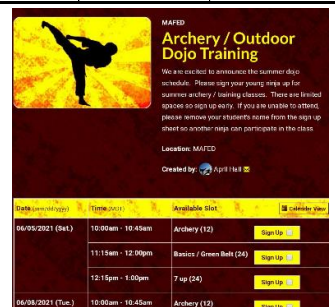 MAFED
Archery / Outdoor
Dojo Training
We are excited to announce the summer dojo
schedule. Please sign your young ninja up for
summer archery / training classes. There are limited
spaces so sign up early. If you are unable to attend,
please remove your student's name from the sign up
sheet so another ninja can participate in the class
Location: MAFED
Created by: April Hall
Date (mm/dd/yyyy) Time (MDT) Available Slot Calendar View
06/05/2021 (Sat.) 10:00am - 10:45am Archery (12) Sign Up
11:15am - 12:00pm Basics / Green Belt (24) Sign Up
12:15pm - 1:00pm 7 up (24) Sign Up
06/08/2021 (Tue.) 10:00am - 10:45am Archery (12) Sign Up